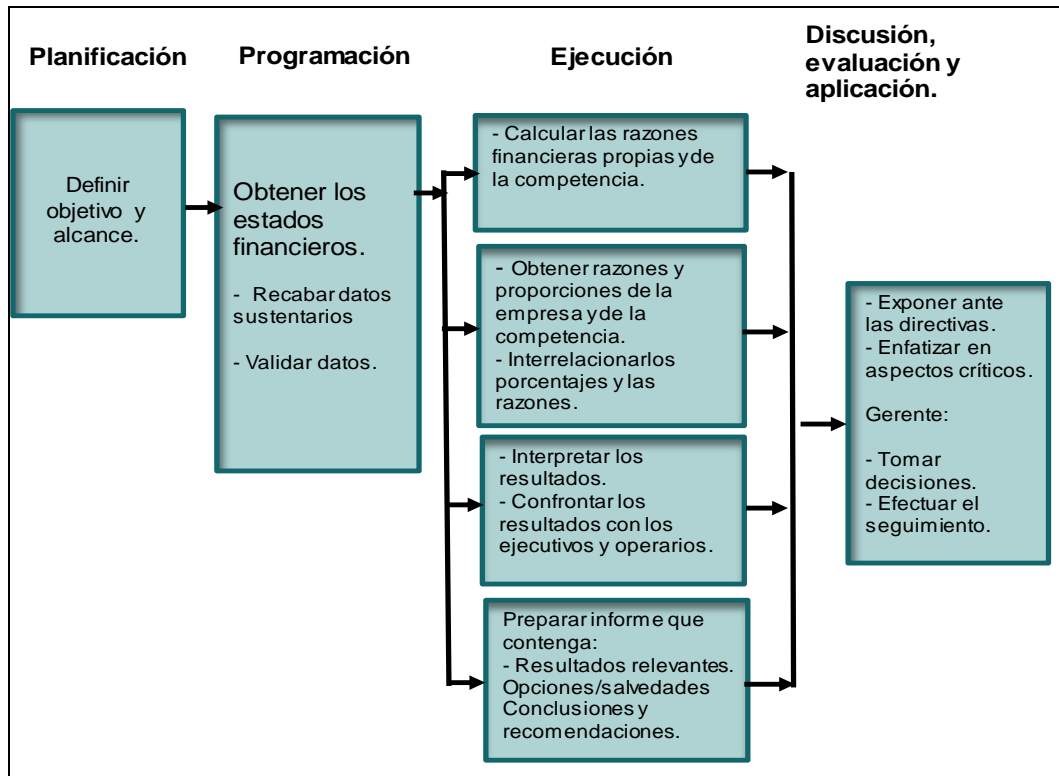 Planificación
Programación
Ejecución
Discusión,
evaluación y
aplicación.
Definir
objetivo y
alcance.
Obtener los
estados
financieros.
- Recabar datos
sustentarios
- Validar datos.
- Calcular las razones
financieras propias y de
la competencia.
- Obtener razones y
proporciones de la
empresa y de la
competencia.
- Interrelacionar los
porcentajes y las
razones.
- Interpretar los
resultados.
- Confrontar los
resultados con los
ejecutivos y operarios.
Preparar informe que
contenga:
- Resultados relevantes.
Opciones/salvedades
Conclusiones y
recomendaciones.
- Exponer ante
las directivas.
- Enfatizar en
aspectos críticos.
Gerente:
- Tomar
decisiones.
- Efectuar el
seguimiento.